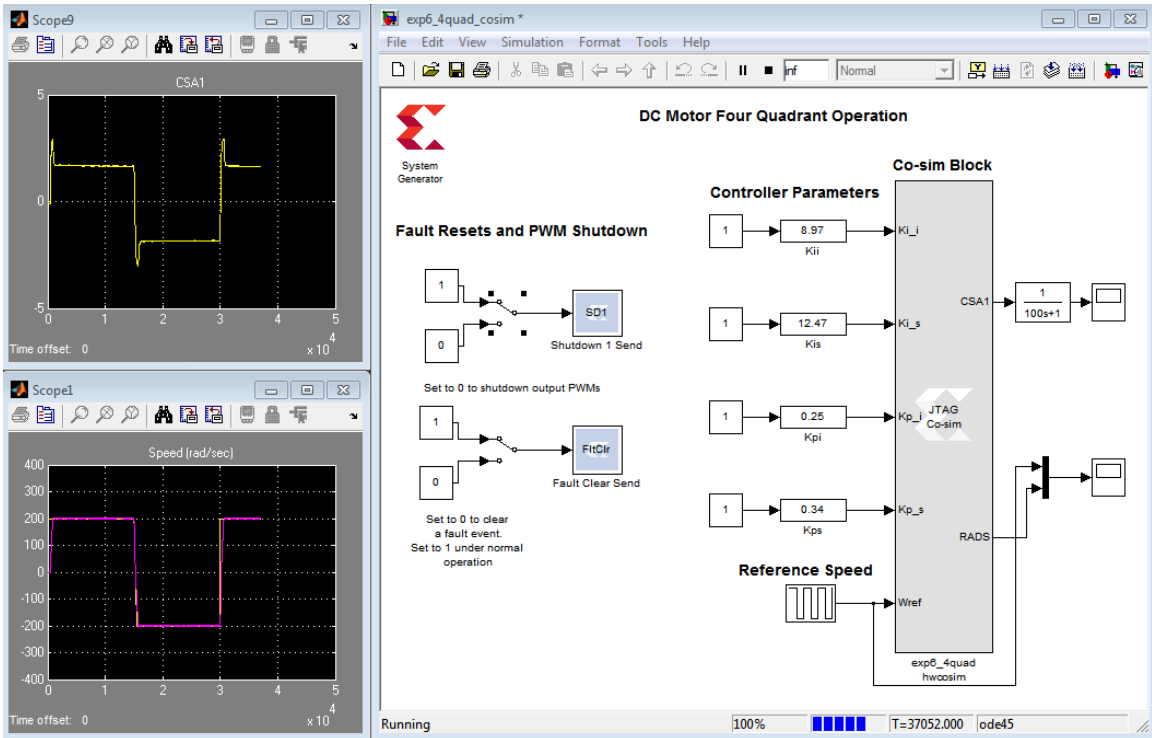 Scope9
CSA1
5
0
-5
0 1 2 3 4 5
Time offset: 0
x 10
4
Scope1
Speed (rad/sec)
400
300
200
100
0
-100
-200
-300
-400
0 1 2 3 4 5
Time offset: 0
x 10
4
exp6_4quad_cosim *
File Edit View Simulation Format Tools Help
inf
Normal
DC Motor Four Quadrant Operation
System
Generator
Fault Resets and PWM Shutdown
1
0
SD1
Shutdown 1 Send
Set to 0 to shutdown output PWMs
1
0
FltClr
Fault Clear Send
Set to 0 to clear
a fault event.
Set to 1 under normal
operation
Controller Parameters
1
8.97
Kii
1
12.47
Kis
1
0.25
Kpi
1
0.34
Kps
Reference Speed
Co-sim Block
Ki_i
Ki_s
Kp_i
Kp_s
Wref
JTAG
Co-sim
CSA1
RADS
exp6_4quad
hwcosim
1
100s+1
Running
100%
T=37052.000
ode45